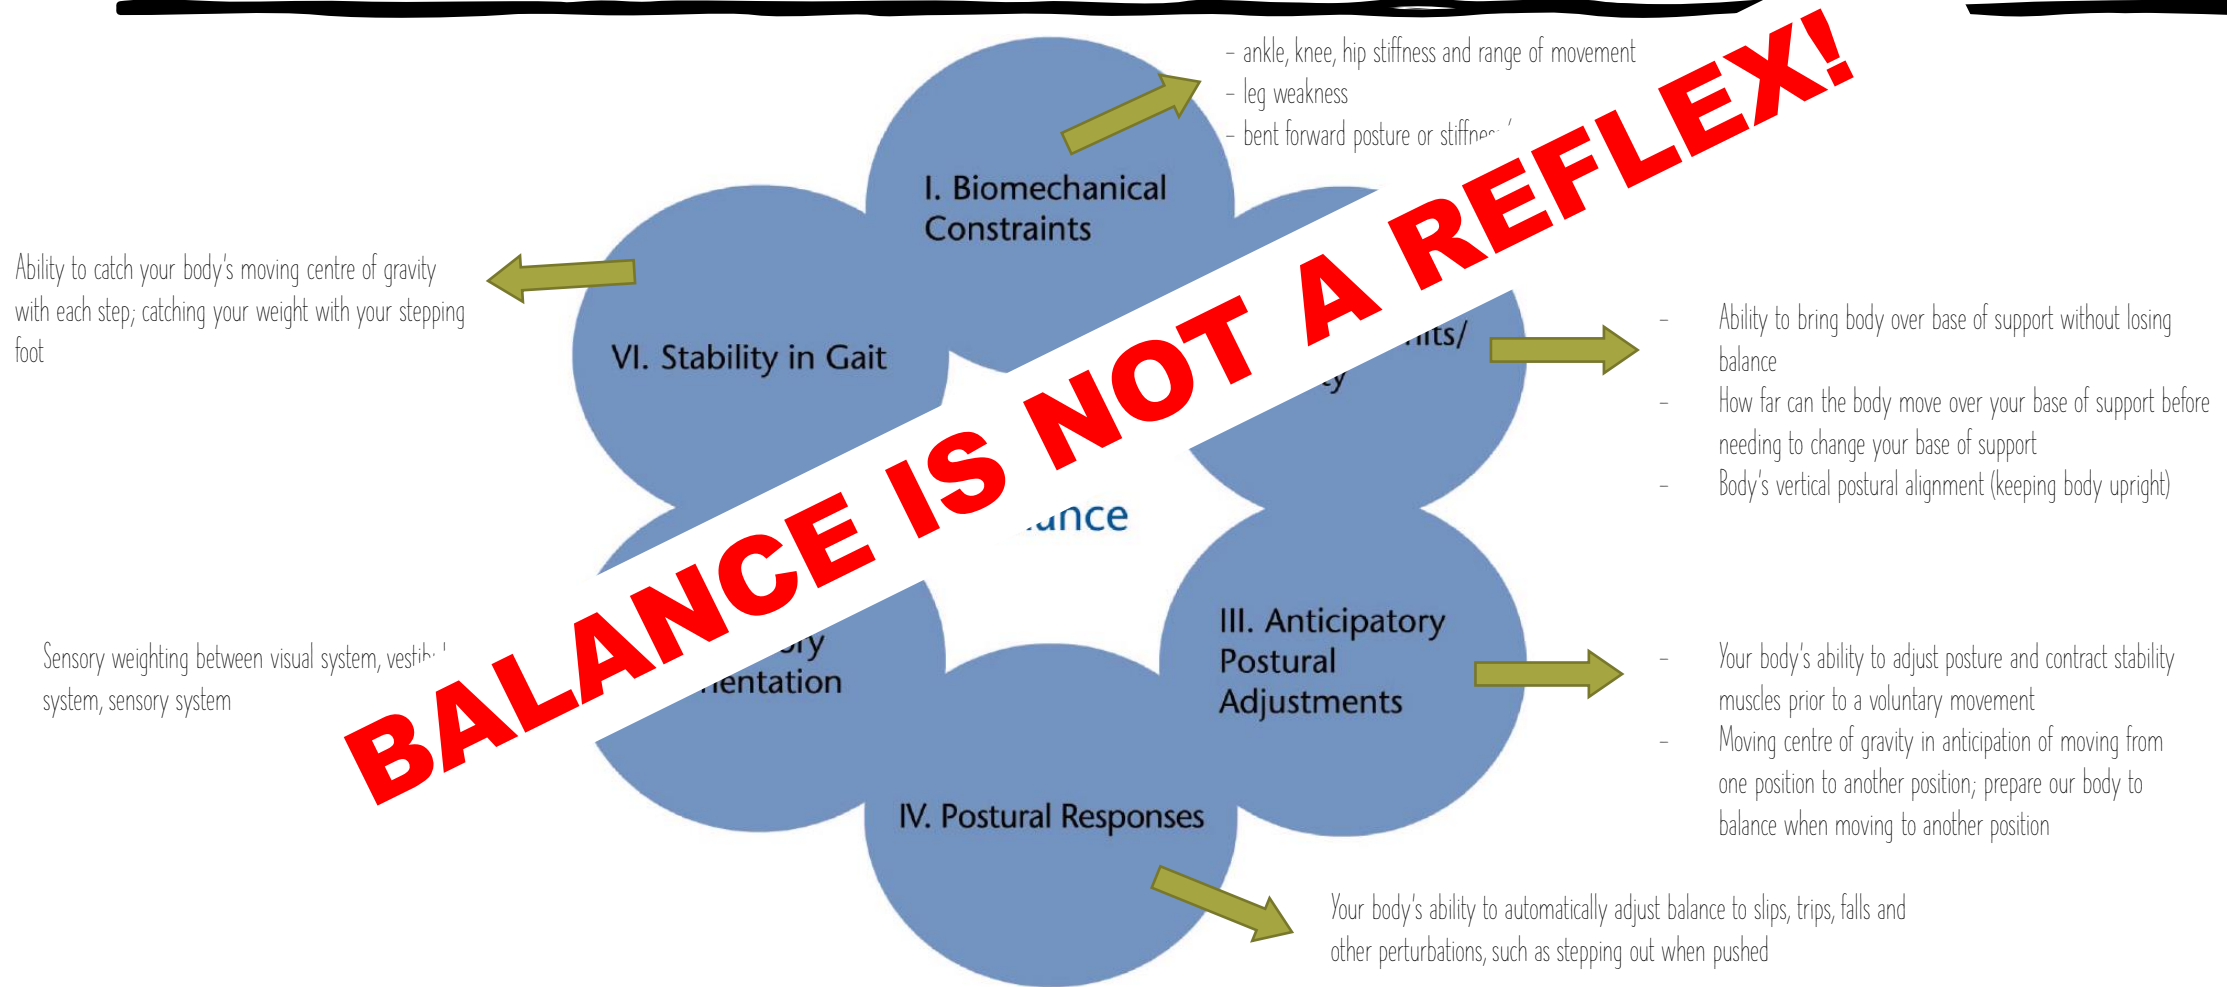 - ankle, knee, hip stiffness and range of movement
- leg weakness
- bent forward posture or
I. Biomechanical
Constraints
BALANCE IS NOT A REFLEX!
Ability to catch your body's moving centre of gravity
with each step; catching your weight with your stepping
foot
VI. Stability in Gait
- Ability to bring body over base of support without losing
balance
- How far can the body move over your base of support before
needing to change your base of support
- Body's vertical postural alignment (keeping body upright)
Sensory weighting between visual system,
system, sensory system
III. Anticipatory
Postural
Adjustments
- Your body's ability to adjust posture and contract stability
muscles prior to a voluntary movement
- Moving centre of gravity in anticipation of moving from
one position to another position; prepare our body to
balance when moving to another position
IV. Postural Responses
Your body's ability to automatically adjust balance to slips, trips, falls and
other perturbations, such as stepping out when pushed